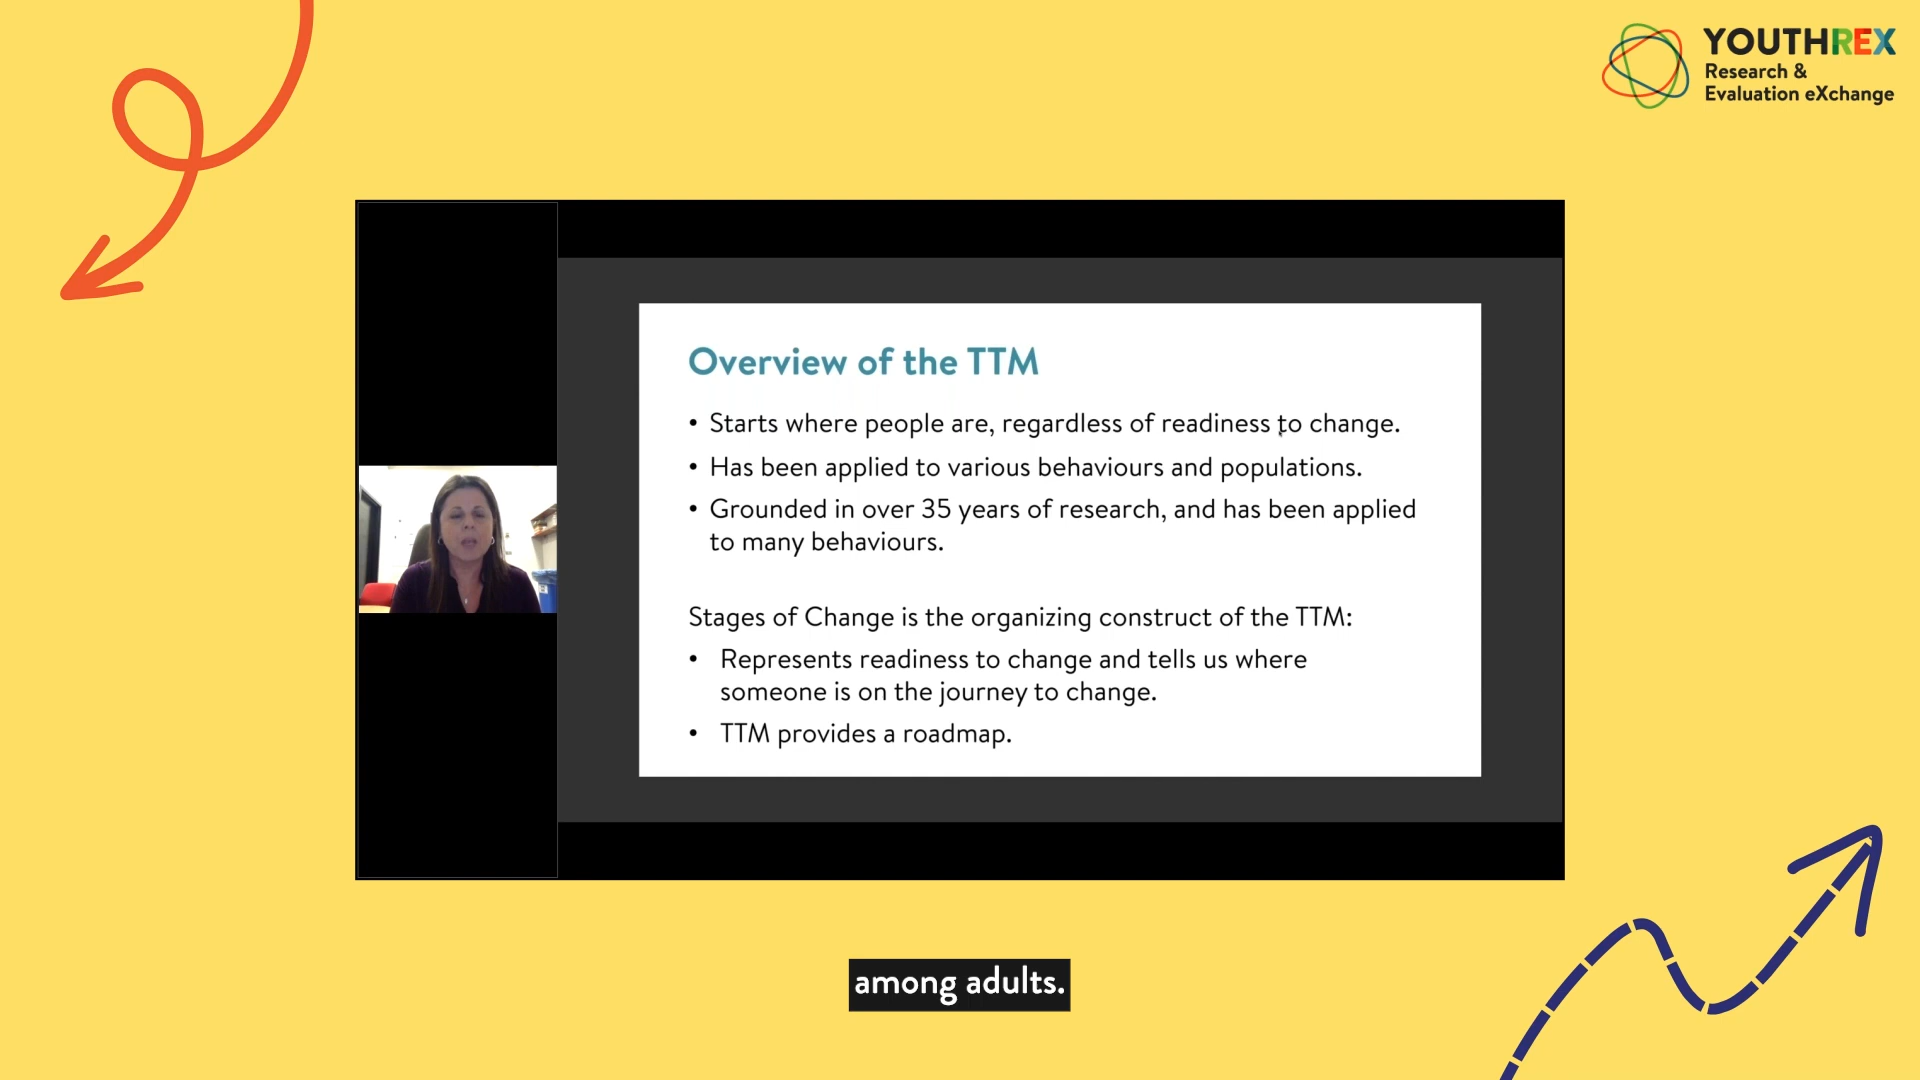 YOUTHREX
Research &
Evaluation eXchange
Overview of the TTM
• Starts where people are, regardless of readiness to change.
• Has been applied to various behaviours and populations.
• Grounded in over 35 years of research, and has been applied
to many behaviours.
Stages of Change is the organizing construct of the TTM:
• Represents readiness to change and tells us where
someone is on the journey to change.
• TTM provides a roadmap.
among adults.